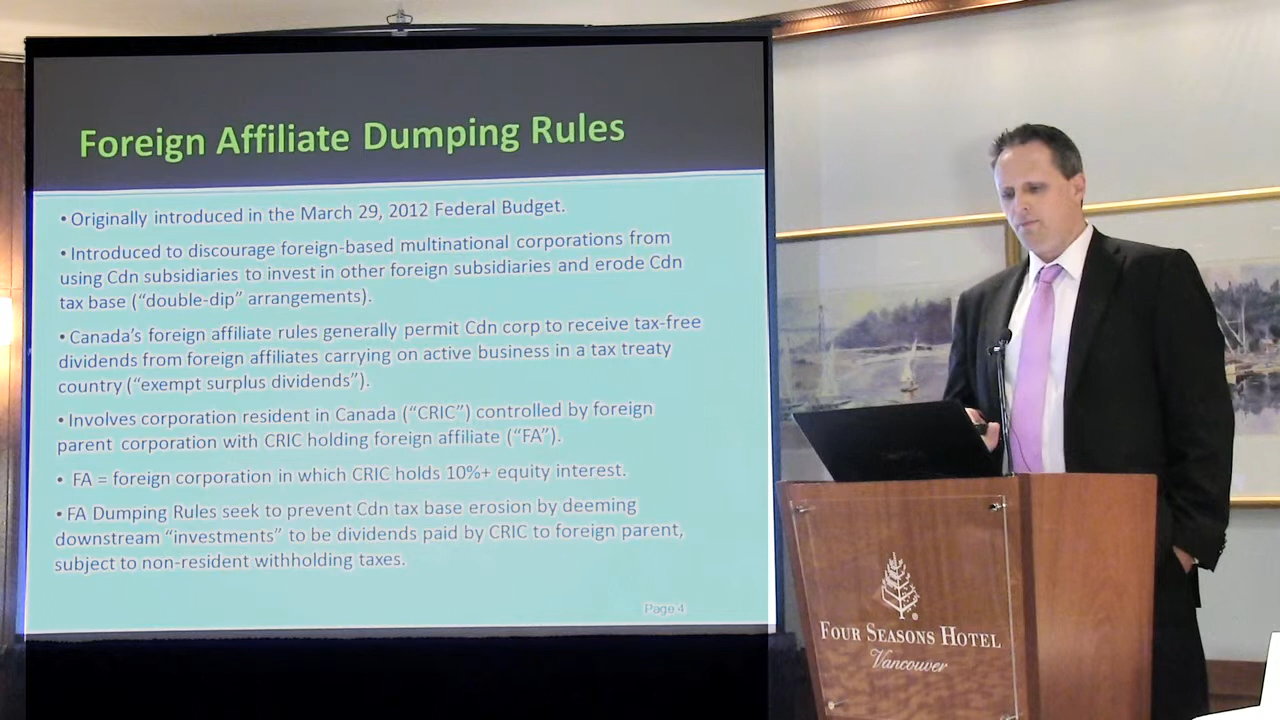 Foreign Affiliate Dumping Rules
• Originally introduced in the March 29, 2012 Federal Budget.
• Introduced to discourage foreign-based multinational corporations from
using Cdn subsidiaries to invest in other foreign subsidiaries and erode Cdn
tax base (“double-dip” arrangements).
• Canada’s foreign affiliate rules generally permit Cdn corp to receive tax-free
dividends from foreign affiliates carrying on active business in a tax treaty
country (“exempt surplus dividends”).
• Involves corporation resident in Canada (“CRIC”) controlled by foreign
parent corporation with CRIC holding foreign affiliate (“FA”).
• FA = foreign corporation in which CRIC holds 10%+ equity interest.
• FA Dumping Rules seek to prevent Cdn tax base erosion by deeming
downstream “investments” to be dividends paid by CRIC to foreign parent,
subject to non-resident withholding taxes.
Page 4
®
FOUR SEASONS HOTEL
Vancouver